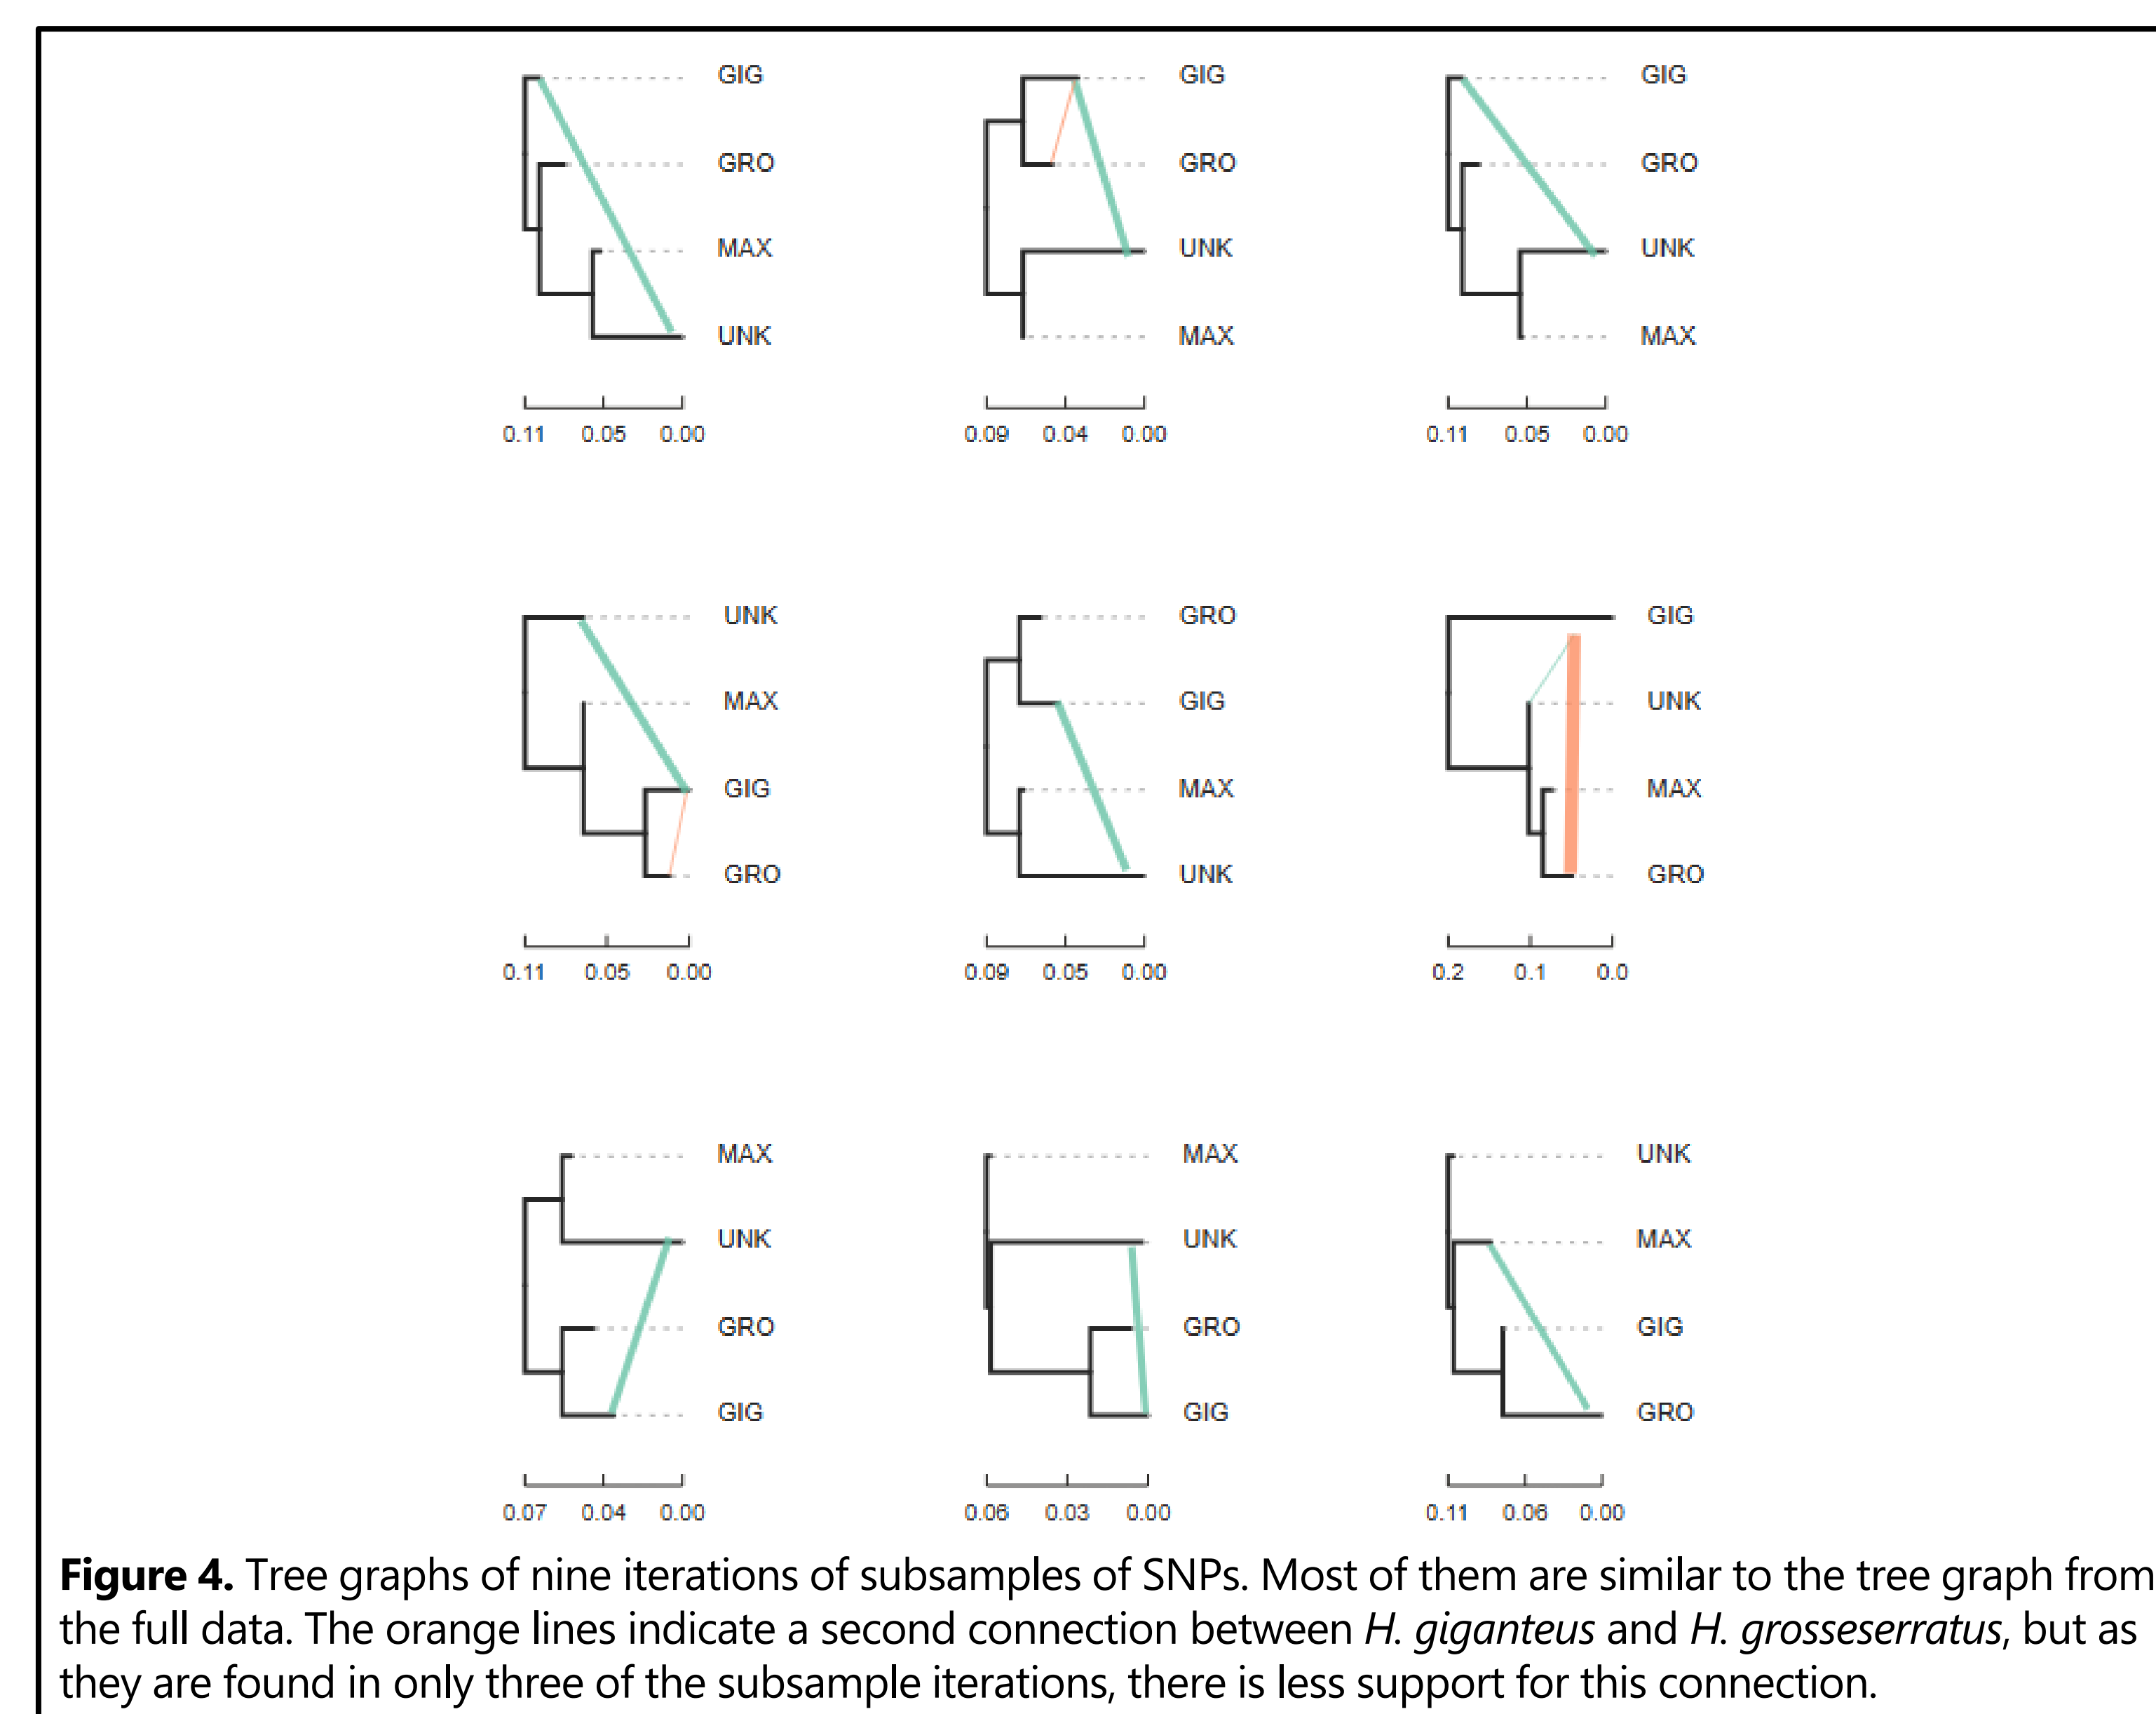 GIG GIG GIG
GRO GRO GRO
MAX UNK UNK
UNK MAX MAX
0.11 0.05 0.00 0.09 0.04 0.00 0.11 0.05 0.00
UNK GRO GIG
MAX GIG UNK
GIG MAX MAX
GRO UNK GRO
0.11 0.05 0.00 0.09 0.05 0.00 0.2 0.1 0.0
MAX MAX UNK
UNK UNK MAX
GRO GRO GIG
GIG GIG GRO
0.07 0.04 0.00 0.06 0.03 0.00 0.11 0.06 0.00
Figure 4. Tree graphs of nine iterations of subsamples of SNPs. Most of them are similar to the tree graph from
the full data. The orange lines indicate a second connection between H. giganteus and H. grosseserratus, but as
they are found in only three of the subsample iterations, there is less support for this connection.